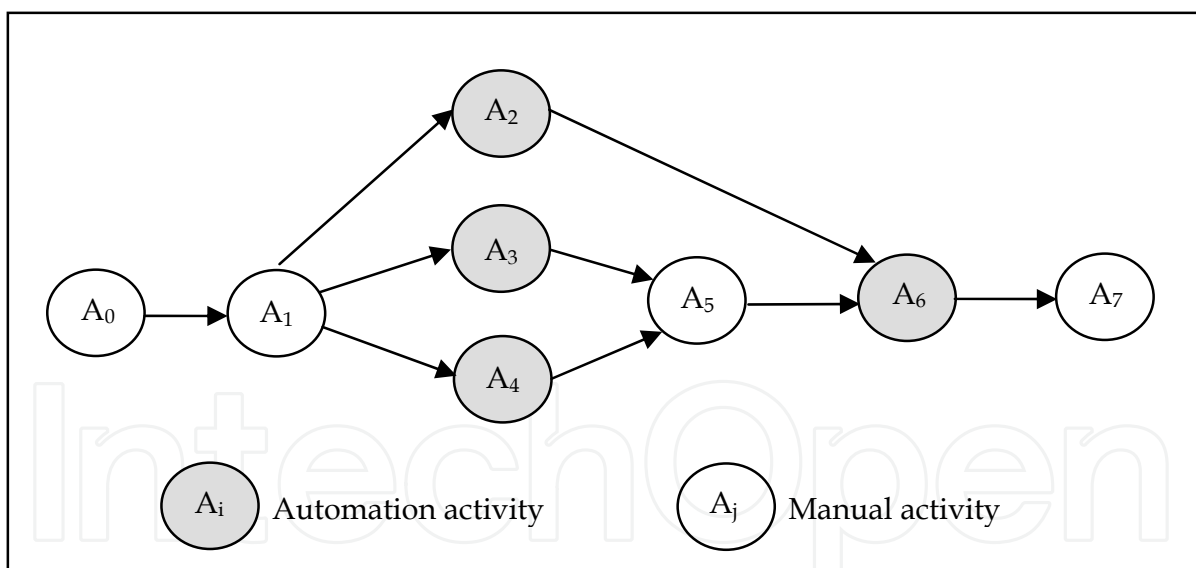 A₂
A₃
A₀ A₁ A₅ A₆ A₇
A₄
IntechOpen
Aᵢ Automation activity Aⱼ Manual activity